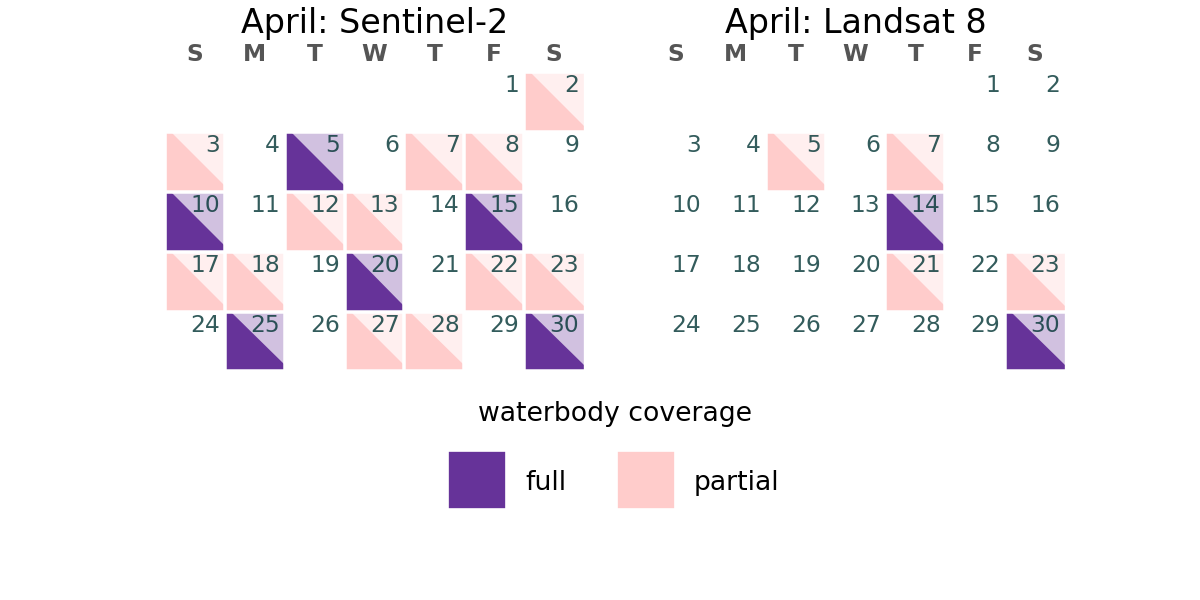 April: Sentinel-2 April: Landsat 8
S M T W T F S S M T W T F S
1 2 1 2
3 4 5 6 7 8 9 3 4 5 6 7 8 9
10 11 12 13 14 15 16 10 11 12 13 14 15 16
17 18 19 20 21 22 23 17 18 19 20 21 22 23
24 25 26 27 28 29 30 24 25 26 27 28 29 30
waterbody coverage
full partial